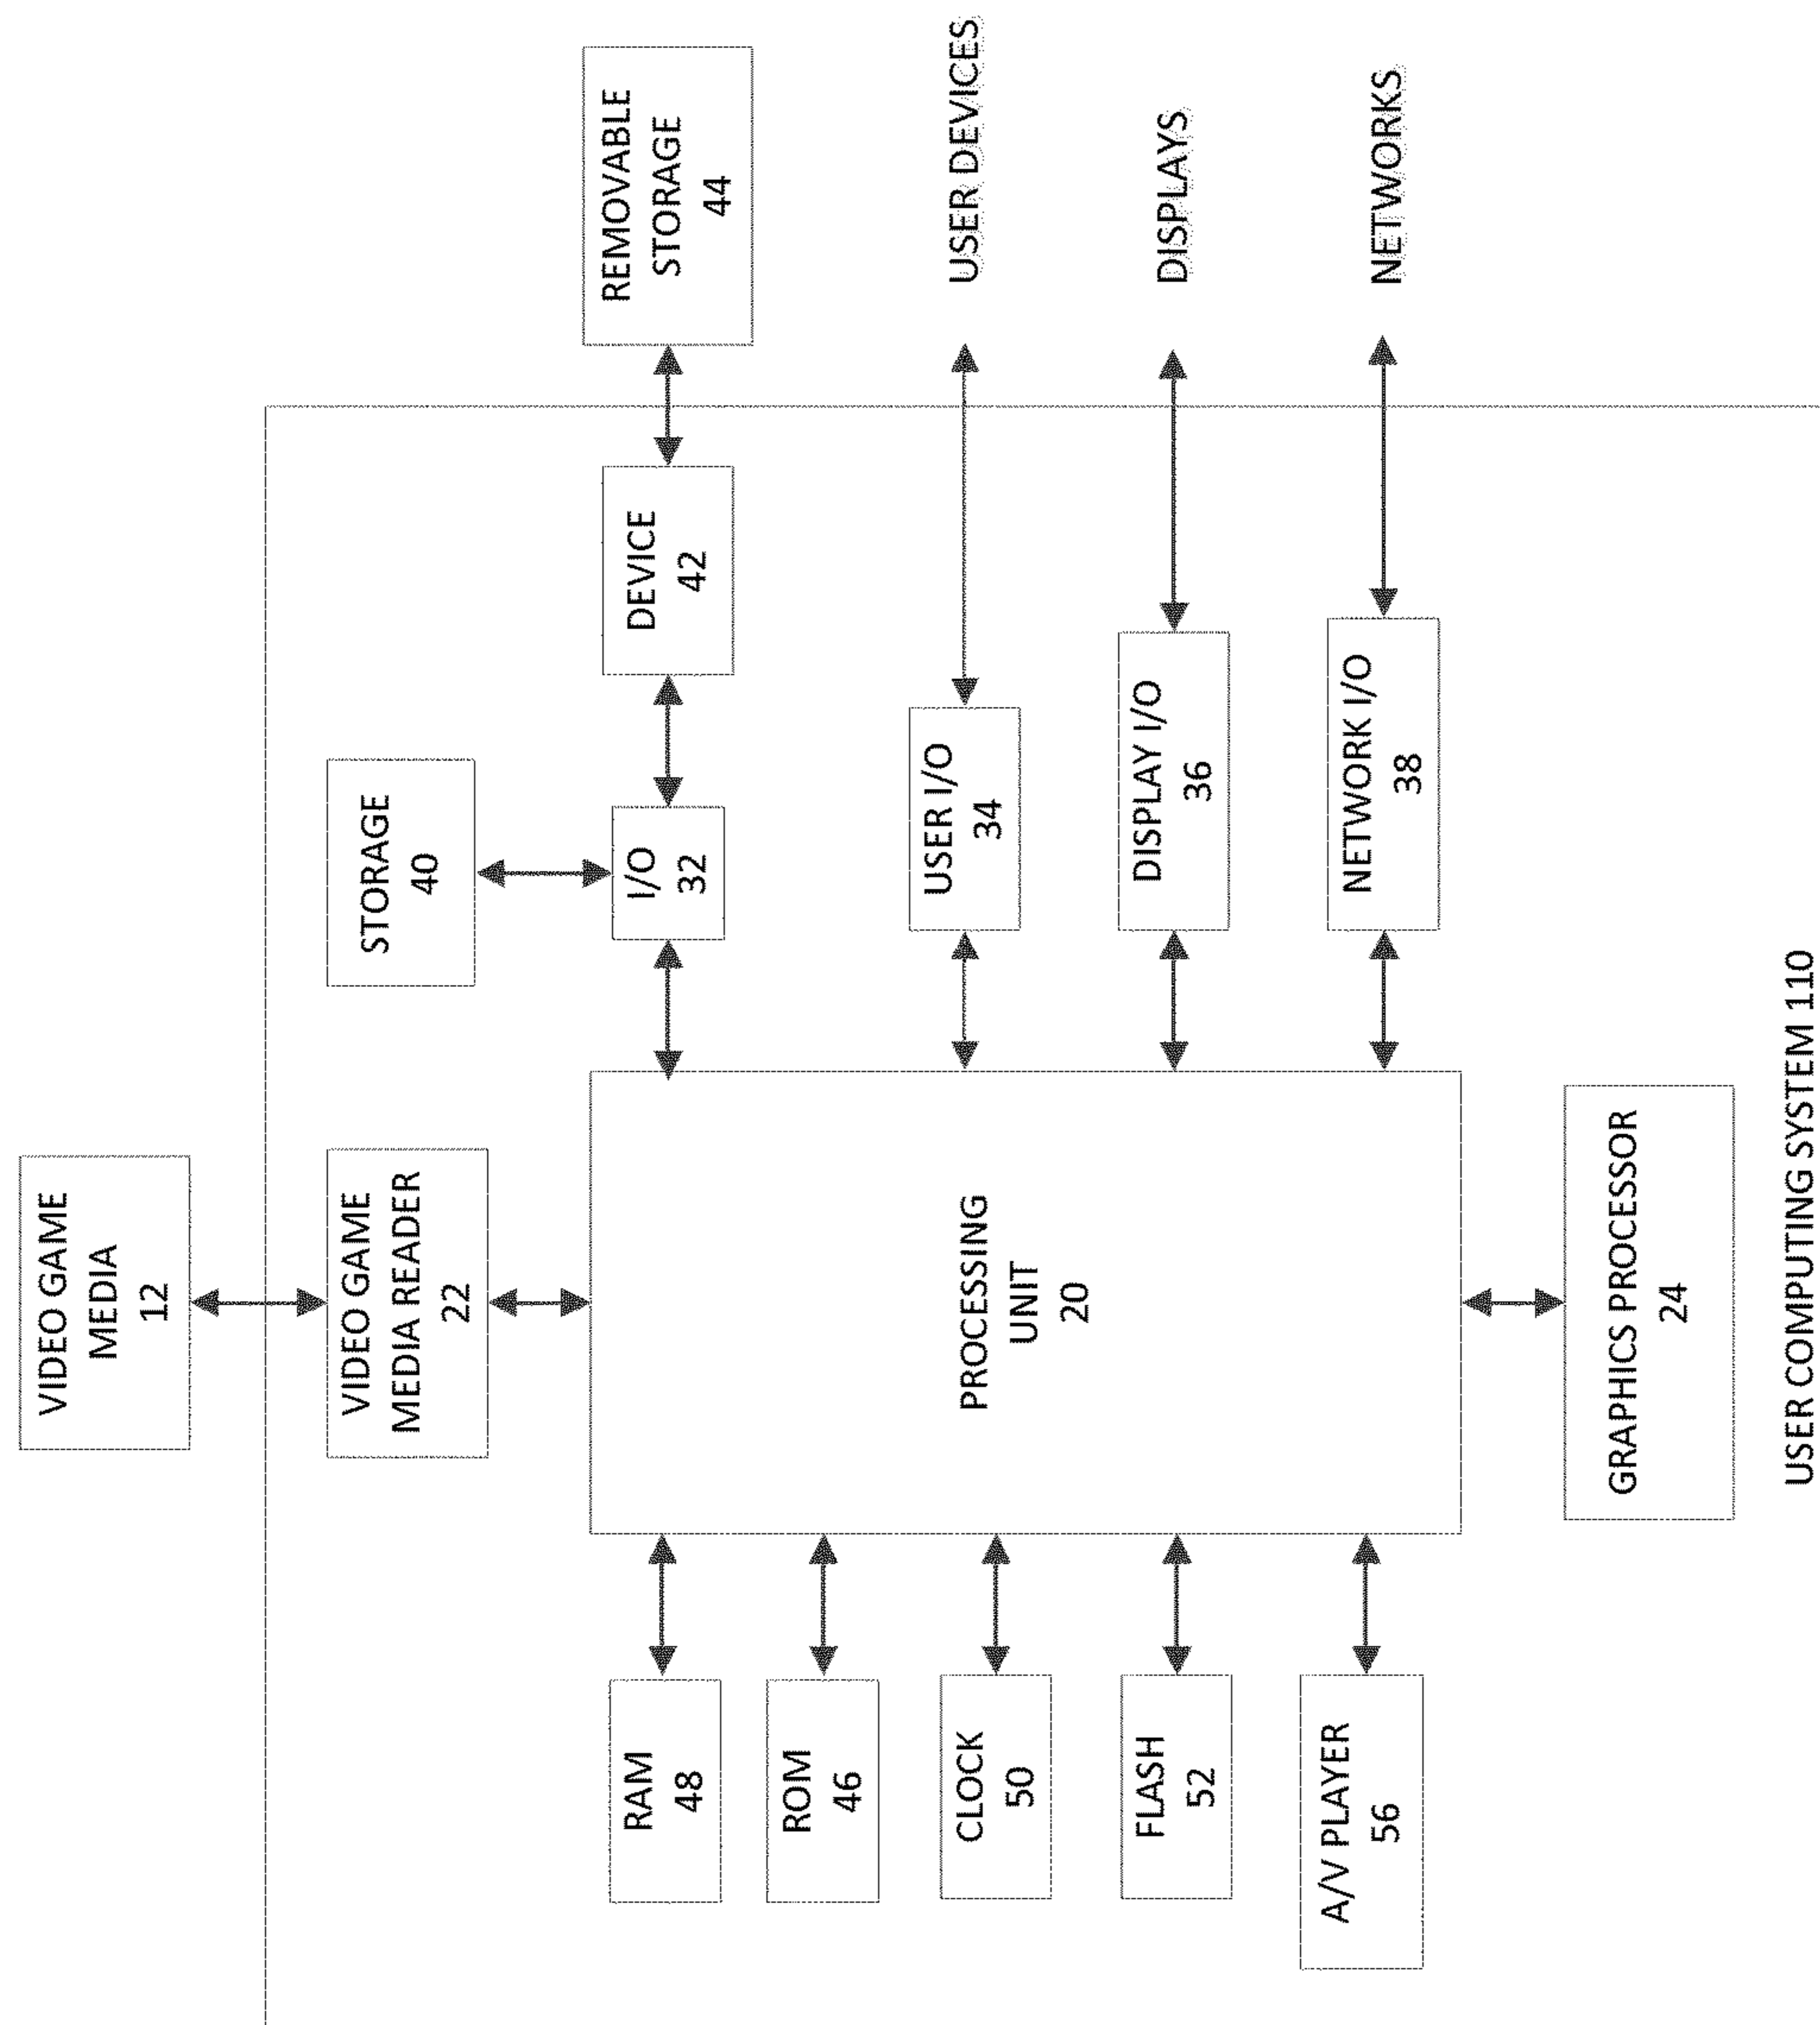 VIDEO GAME
MEDIA
12
VIDEO GAME
MEDIA READER
22
STORAGE
40
RAM
48
ROM
46
CLOCK
50
FLASH
52
A/V PLAYER
56
PROCESSING
UNIT
20
I/O
32
DEVICE
42
REMOVABLE
STORAGE
44
USER I/O
34
USER DEVICES
DISPLAY I/O
36
DISPLAYS
NETWORK I/O
38
NETWORKS
GRAPHICS PROCESSOR
24
USER COMPUTING SYSTEM 110